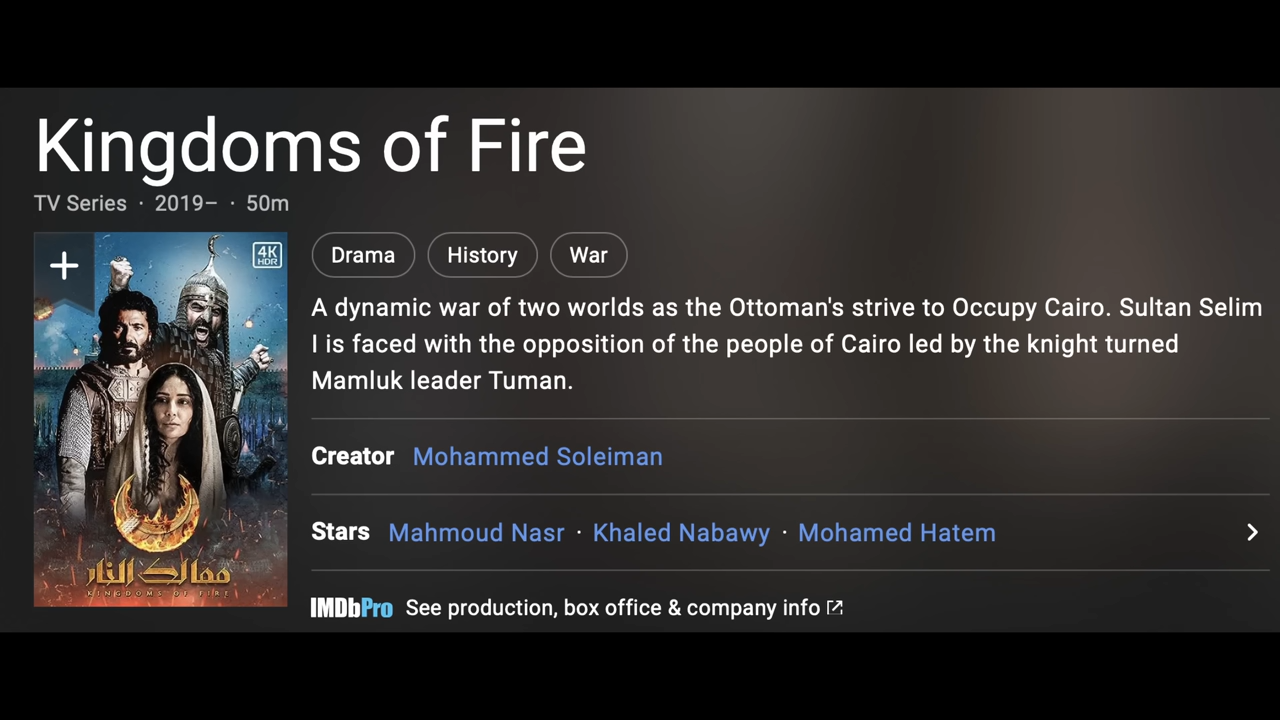 Kingdoms of Fire
TV Series · 2019– · 50m
4K
HDR
Drama
History
War
A dynamic war of two worlds as the Ottoman's strive to Occupy Cairo. Sultan Selim
I is faced with the opposition of the people of Cairo led by the knight turned
Mamluk leader Tuman.
Creator Mohammed Soleiman
Stars Mahmoud Nasr · Khaled Nabawy · Mohamed Hatem
ممالك النار
KINGDOMS OF FIRE
IMDbPro See production, box office & company info